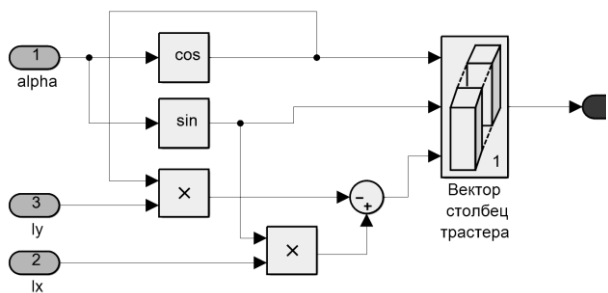 1
alpha
cos
sin
3
ly
×
2
lx
×
−
+
1
Вектор
столбец
трастера